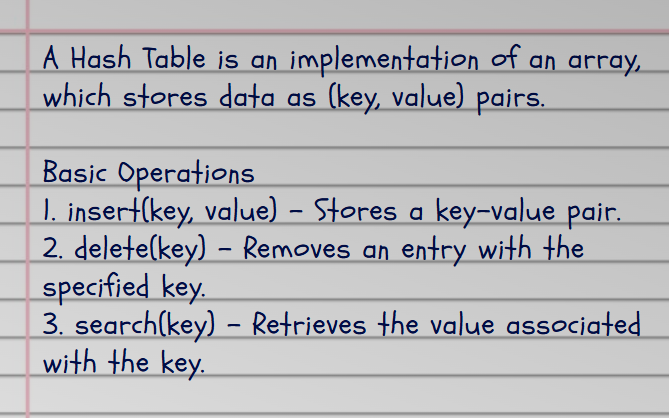 A Hash Table is an implementation of an array,
which stores data as (key, value) pairs.
Basic Operations
1. insert(key, value) - Stores a key-value pair.
2. delete(key) - Removes an entry with the
specified key.
3. search(key) - Retrieves the value associated
with the key.